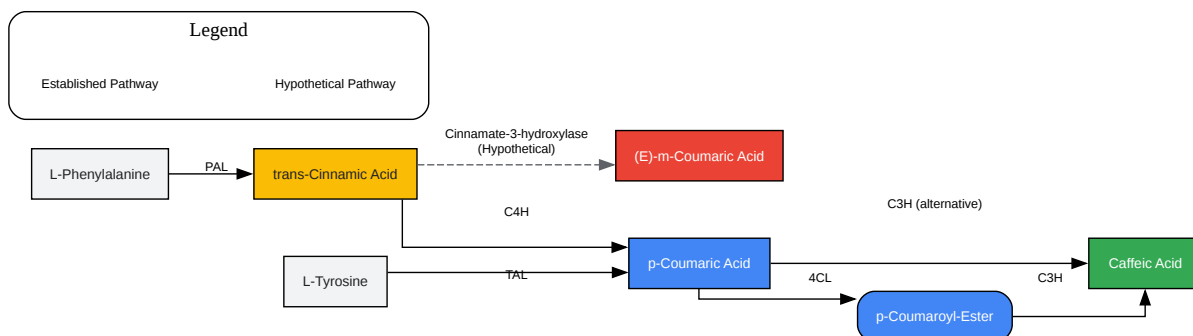 Legend
Established Pathway
Hypothetical Pathway
Cinnamate-3-hydroxylase
(Hypothetical)
L-Phenylalanine
PAL
trans-Cinnamic Acid
(E)-m-Coumaric Acid
C4H
C3H (alternative)
L-Tyrosine
TAL
p-Coumaric Acid
4CL
C3H
Caffeic Acid
p-Coumaroyl-Ester